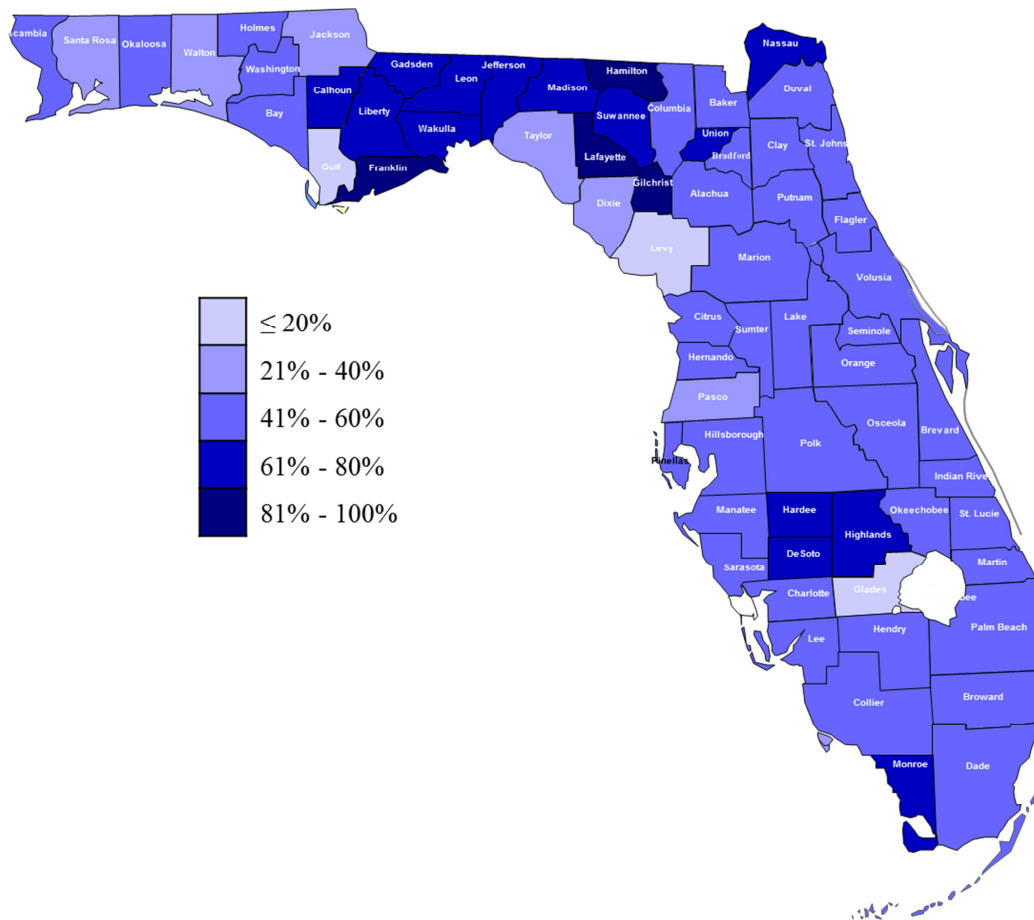 Nassau
Holmes
cambia
Santa Rosa
Okaloosa
Walton
Jackson
Washington
Gadsden
Jefferson
Leon
Hamilton
Madison
Calhoun
Liberty
Wakulla
Suwannee
Columbia
Baker
Duval
Bay
Taylor
Union
Bradford
Clay
St. Johns
Gulf
Franklin
Lafayette
Gilchrist
Alachua
Putnam
Dixie
Flagler
Levy
Marion
Volusia
Citrus
Sumter
Lake
Seminole
Hernando
Orange
Pasco
Osceola
Brevard
Hillsborough
Polk
Pinellas
Indian Rive
Manatee
Hardee
Highlands
Okeechobee
St. Lucie
DeSoto
Sarasota
Martin
Charlotte
Glades
ee
Palm Beach
Lee
Hendry
Collier
Broward
Monroe
Dade
≤ 20%
21% - 40%
41% - 60%
61% - 80%
81% - 100%